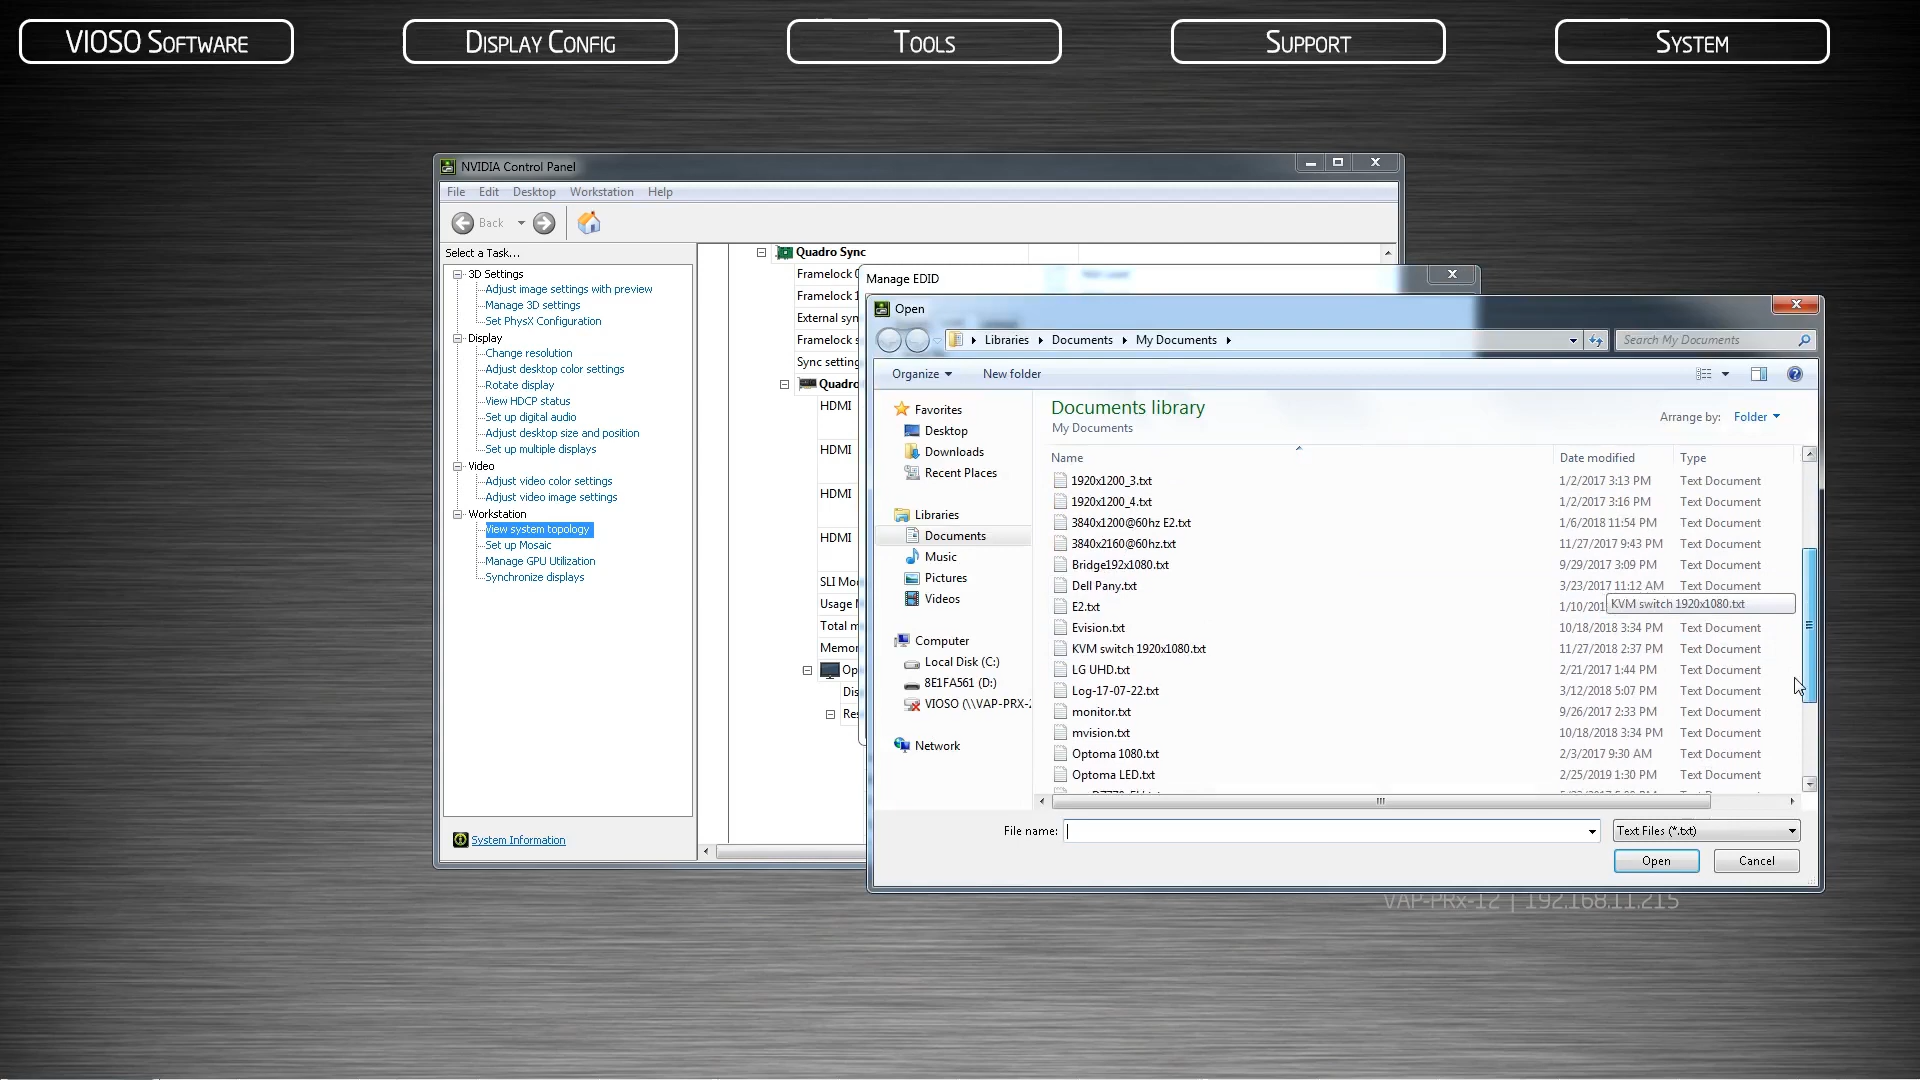 VIOSO Software
Display Config
Tools
Support
System
NVIDIA Control Panel
File Edit Desktop Workstation Help
Back
Select a Task...
3D Settings
Adjust image settings with preview
Manage 3D settings
Set PhysX Configuration
Display
Change resolution
Adjust desktop color settings
Rotate display
View HDCP status
Set up digital audio
Adjust desktop size and position
Set up multiple displays
Video
Adjust video color settings
Adjust video image settings
Workstation
View system topology
Set up Mosaic
Manage GPU Utilization
Synchronize displays
System Information
Quadro Sync
Framelock
Framelock 1
External
Framelock
Sync setting
Quadro
HDMI
HDMI
HDMI
HDMI
SLI
Usage
Total
Manage EDID
Open
Libraries Documents My Documents
Search My Documents
Organize New folder
Favorites
Desktop
Downloads
Recent Places
Libraries
Documents
Music
Pictures
Videos
Computer
Local Disk (C:)
8E1FA561 (D:)
VIOSO (\\VAP-PRX-
Network
Documents library
My Documents
Arrange by: Folder
Name Date modified Type
1920x1200_3.txt 1/2/2017 3:13 PM Text Document
1920x1200_4.txt 1/2/2017 3:16 PM Text Document
3840x1200@60hz E2.txt 1/6/2018 11:54 PM Text Document
3840x2160@60hz.txt 11/27/2017 9:43 PM Text Document
Bridge192x1080.txt 9/29/2017 3:09 PM Text Document
Dell Pany.txt 3/23/2017 11:12 AM Text Document
E2.txt 1/10/201
KVM switch 1920x1080.txt
Evision.txt 10/18/2018 3:34 PM Text Document
KVM switch 1920x1080.txt 11/27/2018 2:37 PM Text Document
LG UHD.txt 2/21/2017 1:44 PM Text Document
Log-17-07-22.txt 3/12/2018 5:07 PM Text Document
monitor.txt 9/26/2017 2:33 PM Text Document
mvision.txt 10/18/2018 3:34 PM Text Document
Optoma 1080.txt 2/3/2017 9:30 AM Text Document
Optoma LED.txt 2/25/2019 1:30 PM Text Document
File name: Text Files (*.txt)
Open Cancel
VAP-PRx-12 | 192.168.11.215